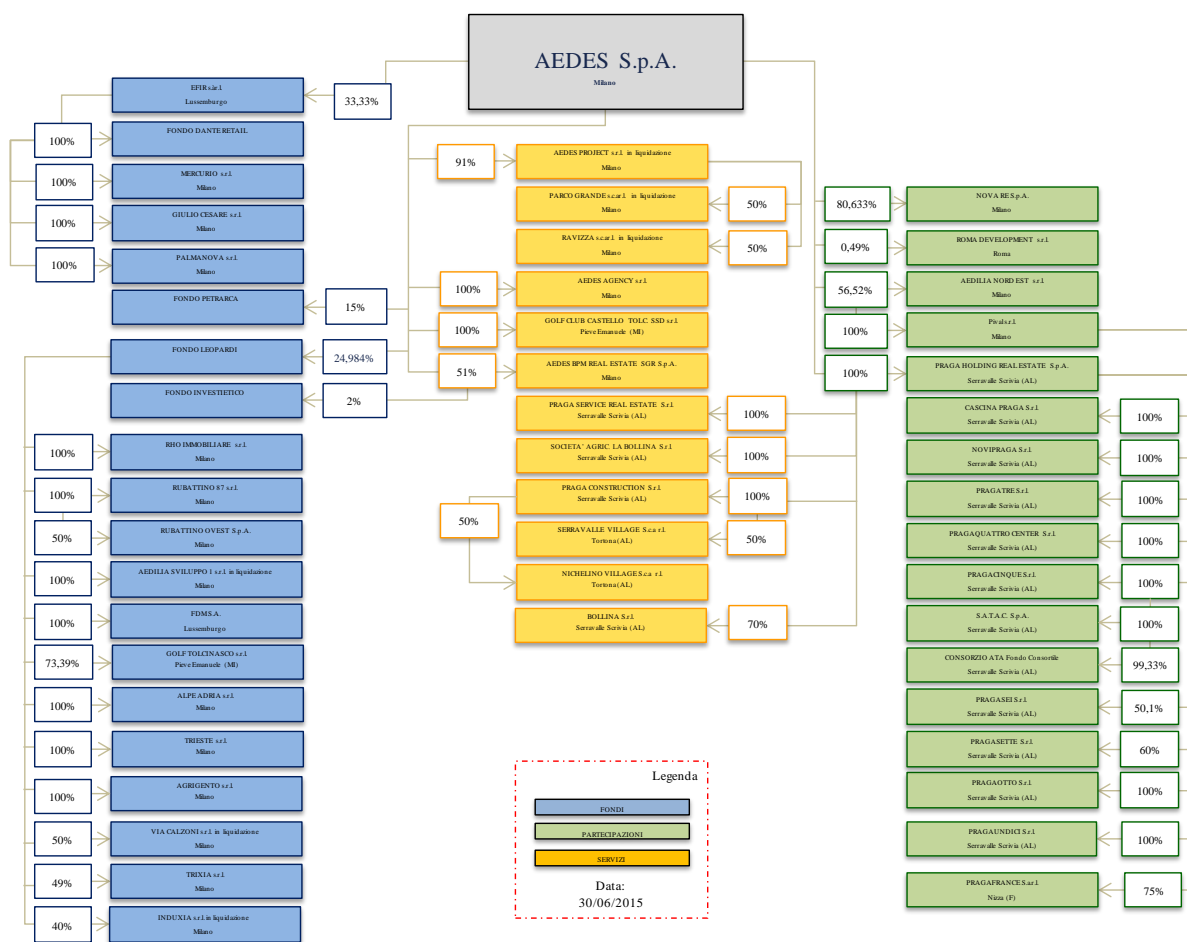 AEDES S.p.A.
Milano
EFIR s.àr.l.
Lussemburgo
33,33%
FONDO DANTE RETAIL
100%
MERCURIO s.r.l.
Milano
100%
GIULIO CESARE s.r.l.
Milano
100%
PALMANOVA s.r.l.
Milano
100%
FONDO PETRARCA
15%
FONDO LEOPARDI
24,984%
FONDO INVESTIETICO
2%
RHO IMMOBILIARE s.r.l.
Milano
100%
RUBATTINO 87 s.r.l.
Milano
100%
RUBATTINO OVEST S.p.A.
Milano
50%
AEDILIA SVILUPPO 1 s.r.l. in liquidazione
Milano
100%
FDM S.A.
Lussemburgo
100%
GOLF TOLCINASCO s.r.l.
Pieve Emanuele (MI)
73,39%
ALPE ADRIA s.r.l.
Milano
100%
TRIESTE s.r.l.
Milano
100%
AGRIGENTO s.r.l.
Milano
100%
VIA CALZONI s.r.l. in liquidazione
Milano
50%
TRIXIA s.r.l.
Milano
49%
INDUXIA s.r.l. in liquidazione
Milano
40%
AEDES PROJECT s.r.l. in liquidazione
Milano
91%
PARCO GRANDE s.c.ar.l. in liquidazione
Milano
50%
RAVIZZA s.c.ar.l. in liquidazione
Milano
50%
AEDES AGENCY s.r.l.
Milano
100%
GOLF CLUB CASTELLO TOLC. SSD s.r.l.
Pieve Emanuele (MI)
100%
AEDES BPM REAL ESTATE SGR S.p.A.
Milano
51%
PRAGA SERVICE REAL ESTATE S.r.l.
Serravalle Scrivia (AL)
100%
SOCIETA' AGRIC. LA BOLLINA S.r.l.
Serravalle Scrivia (AL)
100%
PRAGA CONSTRUCTION S.r.l.
Serravalle Scrivia (AL)
100%
50%
SERRAVALLE VILLAGE S.c.a r.l.
Tortona (AL)
50%
NICHELINO VILLAGE S.c.a r.l.
Tortona (AL)
BOLLINA S.r.l.
Serravalle Scrivia (AL)
70%
NOVA RE S.p.A.
Milano
80,633%
ROMA DEVELOPMENT s.r.l.
Roma
0,49%
AEDILIA NORD EST s.r.l.
Milano
56,52%
Pival s.r.l.
Milano
100%
PRAGA HOLDING REAL ESTATE S.p.A.
Serravalle Scrivia (AL)
100%
CASCINA PRAGA S.r.l.
Serravalle Scrivia (AL)
100%
NOVIPRAGA S.r.l.
Serravalle Scrivia (AL)
100%
PRAGATRE S.r.l.
Serravalle Scrivia (AL)
100%
PRAGAQUATTRO CENTER S.r.l.
Serravalle Scrivia (AL)
100%
PRAGACINQUE S.r.l.
Serravalle Scrivia (AL)
100%
S.A.T.A.C. S.p.A.
Serravalle Scrivia (AL)
100%
CONSORZIO ATA Fondo Consortile
Serravalle Scrivia (AL)
99,33%
PRAGASEI S.r.l.
Serravalle Scrivia (AL)
50,1%
PRAGASETTE S.r.l.
Serravalle Scrivia (AL)
60%
PRAGAOTTO S.r.l.
Serravalle Scrivia (AL)
100%
PRAGAUNDICI S.r.l.
Serravalle Scrivia (AL)
100%
PRAGAFRANCE S.ar.l.
Nizza (F)
75%
Legenda
FONDI
PARTECIPAZIONI
SERVIZI
Data:
30/06/2015